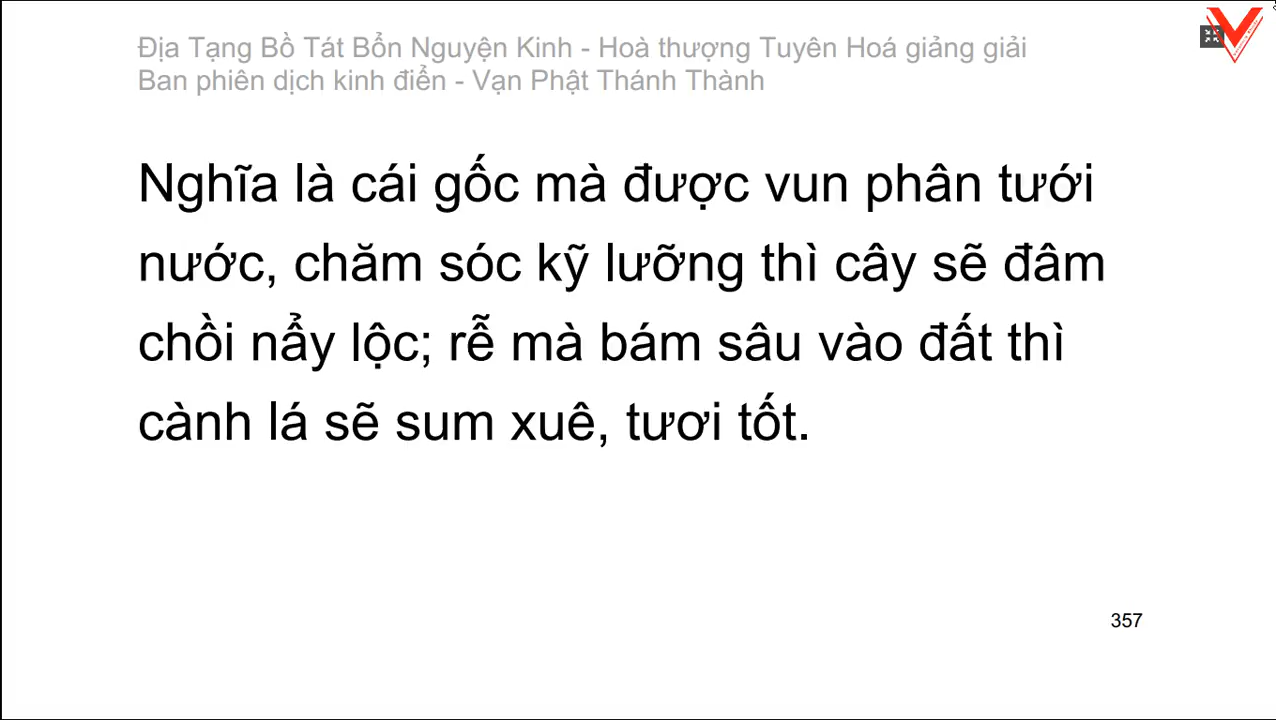 Địa Tạng Bồ Tát Bổn Nguyện Kinh - Hoà thượng Tuyên Hoá giảng giải
Ban phiên dịch kinh điển - Vạn Phật Thánh Thành
Nghĩa là cái gốc mà được vun phân tưới
nước, chăm sóc kỹ lưỡng thì cây sẽ đâm
chồi nẩy lộc; rễ mà bám sâu vào đất thì
cành lá sẽ sum xuê, tươi tốt.
357